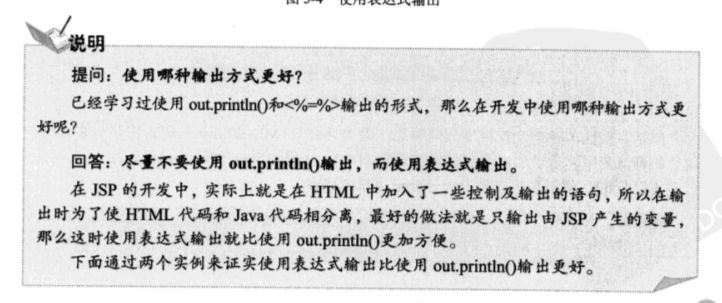 图 3-4 使用表达式输出
说明
提问：使用哪种输出方式更好？
已经学习过使用 out.println()和<%=%>输出的形式，那么在开发中使用哪种输出方式更
好呢？
回答：尽量不要使用 out.println()输出，而使用表达式输出。
在 JSP 的开发中，实际上就是在 HTML 中加入了一些控制及输出的语句，所以在输
出时为了使 HTML 代码和 Java 代码相分离，最好的做法就是只输出由 JSP 产生的变量，
那么这时使用表达式输出就比使用 out.println()更加方便。
下面通过两个实例来证实使用表达式输出比使用 out.println()输出更好。